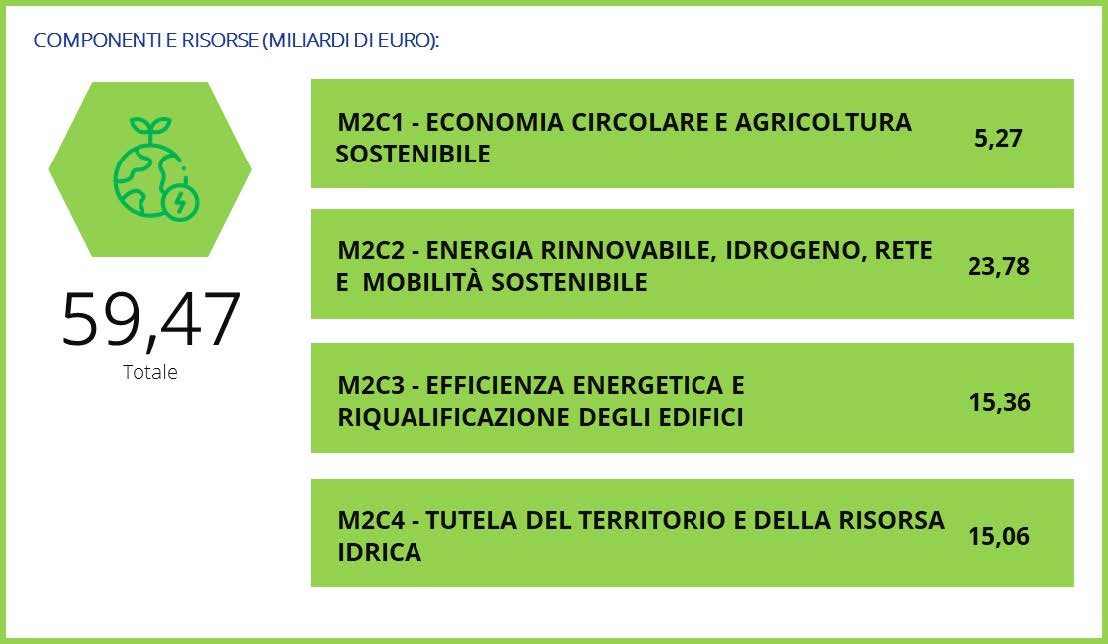 COMPONENTI E RISORSE (MILIARDI DI EURO):
59,47
Totale
M2C1 - ECONOMIA CIRCOLARE E AGRICOLTURA
SOSTENIBILE
5,27
M2C2 - ENERGIA RINNOVABILE, IDROGENO, RETE
E MOBILITÀ SOSTENIBILE
23,78
M2C3 - EFFICIENZA ENERGETICA E
RIQUALIFICAZIONE DEGLI EDIFICI
15,36
M2C4 - TUTELA DEL TERRITORIO E DELLA RISORSA
IDRICA
15,06